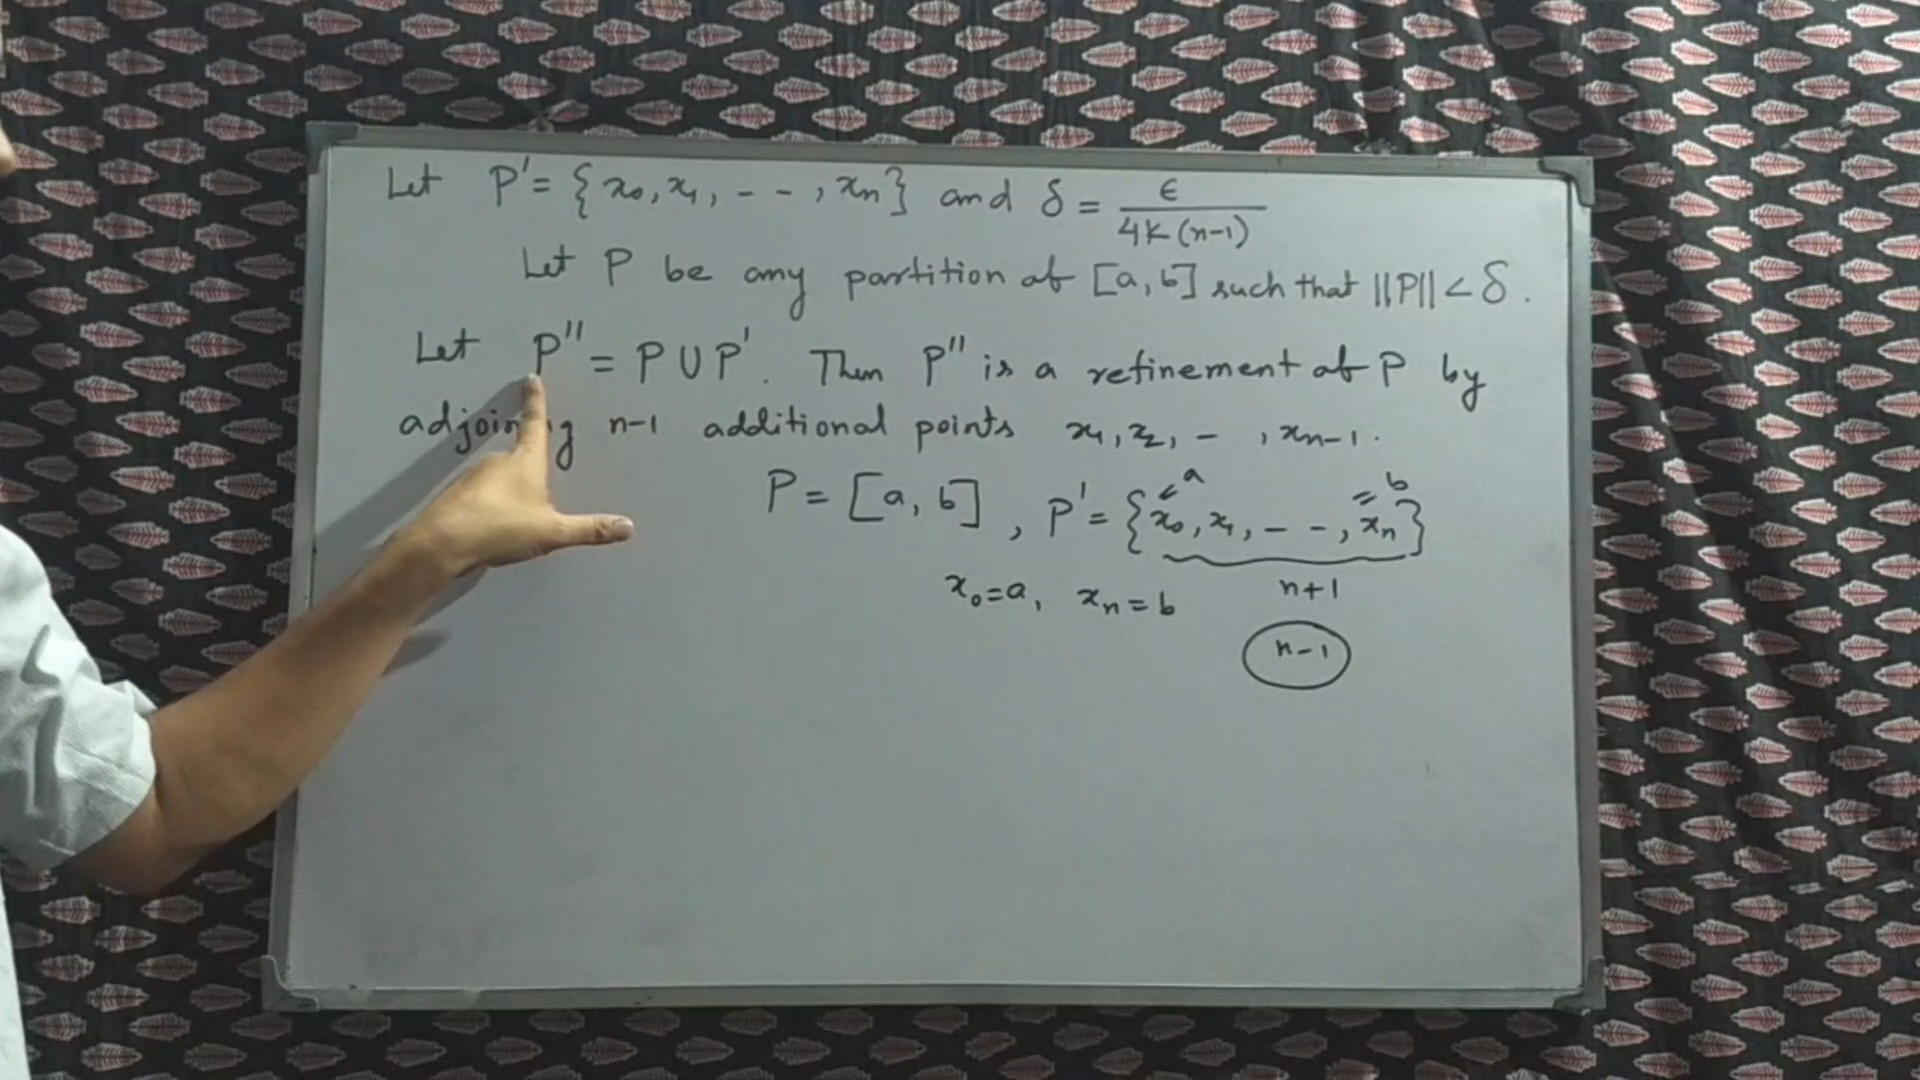 Let P' = {x₀, x₁, - - , xₙ} and δ = ϵ / 4K(n-1)
Let P be any partition of [a, b] such that ||P|| < δ.
Let P'' = P ∪ P'. Then P'' is a refinement of P by
adjoining n-1 additional points x₁, x₂, - , xₙ₋₁.
P = [a, b] , P' = {x₀, x₁, - - , xₙ}
= a = b
x₀ = a, xₙ = b n+1
n-1